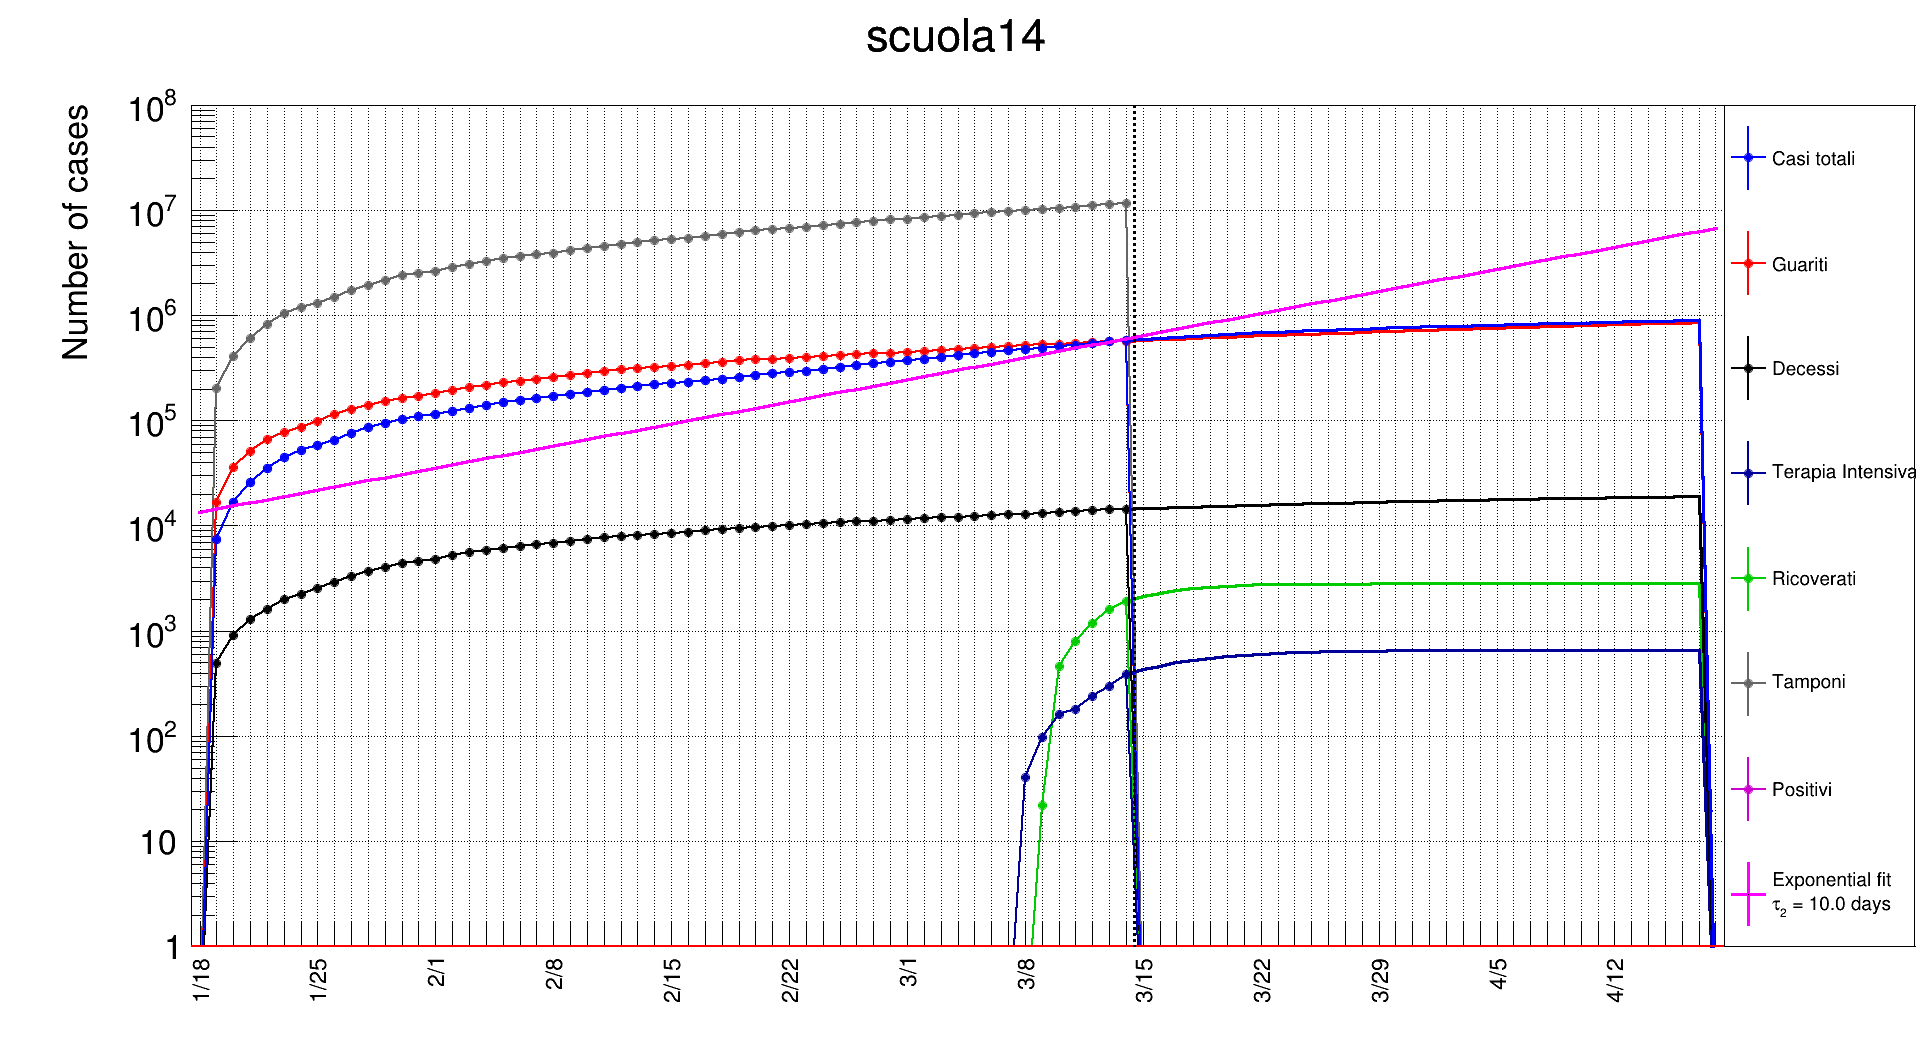 scuola14
Number of cases
10^8
10^7
10^6
10^5
10^4
10^3
10^2
10
1
1/18
1/25
2/1
2/8
2/15
2/22
3/1
3/8
3/15
3/22
3/29
4/5
4/12
Casi totali
Guariti
Decessi
Terapia Intensiva
Ricoverati
Tamponi
Positivi
Exponential fit
τ_2 = 10.0 days